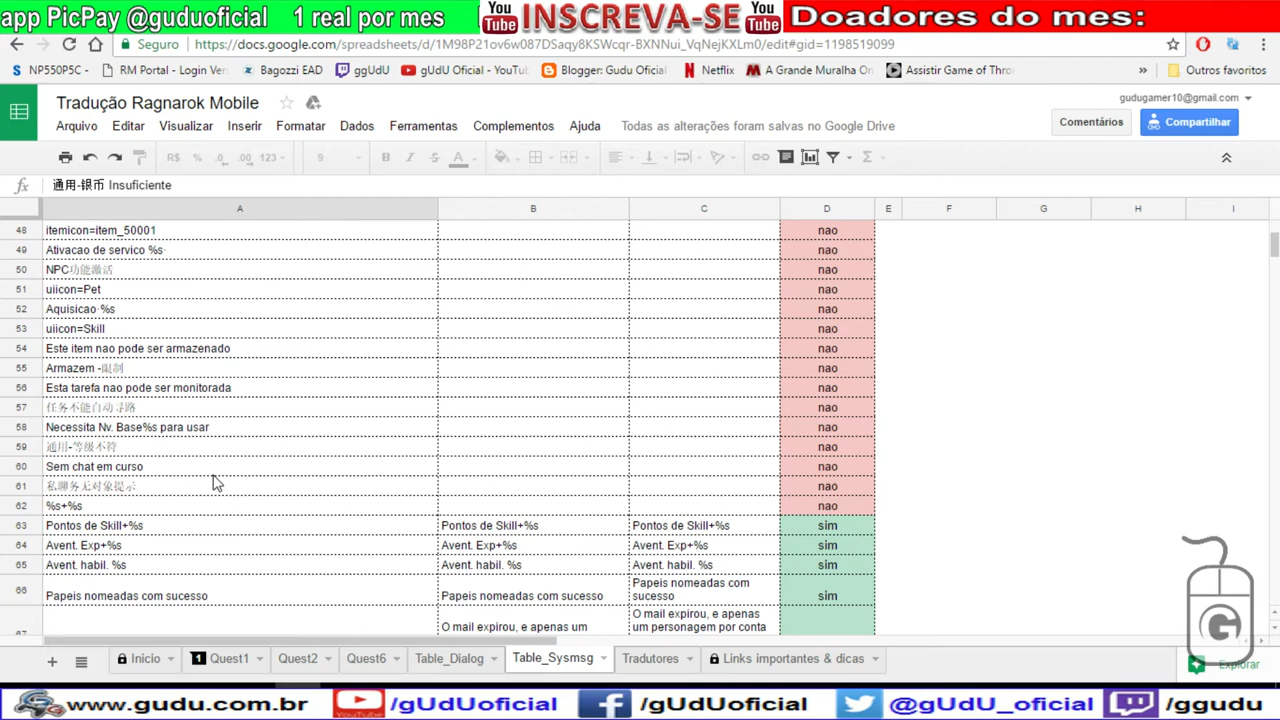 app PicPay @guduoficial 1 real por mes
You Tube INSCREVA-SE You Tube
Doadores do mes:
Seguro https://docs.google.com/spreadsheets/d/1M98P21ov6w087DSaqy8KSWcqr-BXNNui_VqNejKXLm0/edit#gid=1198519099
NP550P5C - RM Portal - Login Ver Bagozzi EAD ggUdU gUdU Oficial - YouTu Blogger: Gudu Oficial Netflix A Grande Muralha On Assistir Game of Thro » Outros favoritos
Tradução Ragnarok Mobile
gudugamer10@gmail.com
Arquivo Editar Visualizar Inserir Formatar Dados Ferramentas Complementos Ajuda Todas as alterações foram salvas no Google Drive
Comentários Compartilhar
R$ % .0 .00 123 9 B I S A Σ
fx 通用-银币 Insuficiente
A B C D E F G H I
48 itemicon=item_50001 nao
49 Ativacao de servico %s nao
50 NPC功能激活 nao
51 uiicon=Pet nao
52 Aquisicao %s nao
53 uiicon=Skill nao
54 Este item nao pode ser armazenado nao
55 Armazem -限制 nao
56 Esta tarefa nao pode ser monitorada nao
57 任务不能自动寻路 nao
58 Necessita Nv. Base%s para usar nao
59 通用-等级不符 nao
60 Sem chat em curso nao
61 私聊务无对象提示 nao
62 %s+%s nao
63 Pontos de Skill+%s Pontos de Skill+%s Pontos de Skill+%s sim
64 Avent. Exp+%s Avent. Exp+%s Avent. Exp+%s sim
65 Avent. habil. %s Avent. habil. %s Avent. habil. %s sim
66 Papeis nomeadas com sucesso Papeis nomeadas com sucesso Papeis nomeadas com sucesso sim
67 O mail expirou, e apenas um O mail expirou, e apenas um personagem por conta
+ Inicio 1 Quest1 Quest2 Quest6 Table_Dialog Table_Sysmsg Tradutores Links importantes & dicas
G
Explorar
www.gudu.com.br YouTube /gUdUoficial /gUdUoficial @gUdU_oficial /ggudu